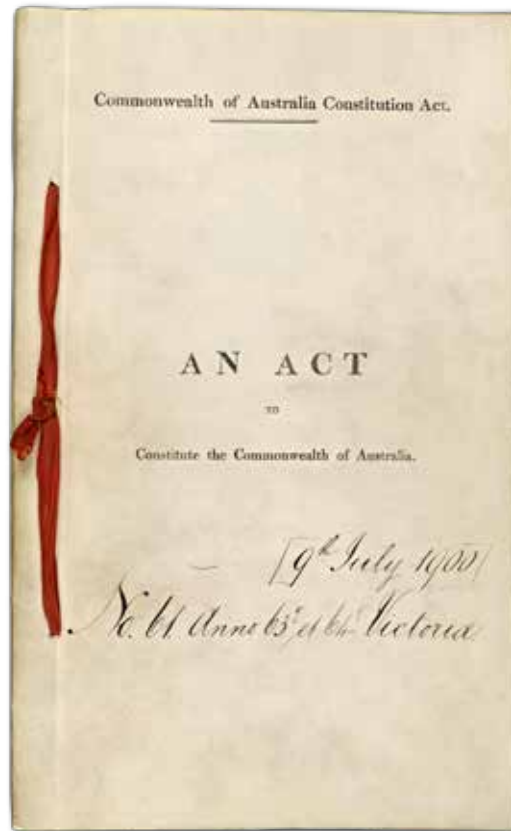 Commonwealth of Australia Constitution Act.
AN ACT
TO
Constitute the Commonwealth of Australia.
[9th July 1900]
No. 61 Anno 63o et 64o Victoria